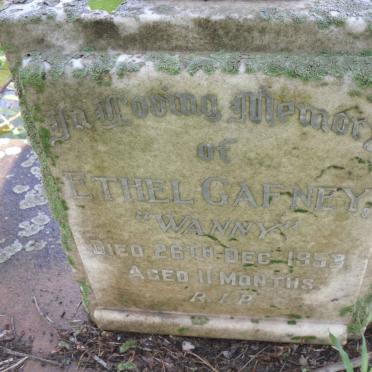 In Loving Memory
of
ETHEL GAFNEY,
"WANNY"
DIED 26TH DEC. 1953
AGED 11 MONTHS.
R.I.P